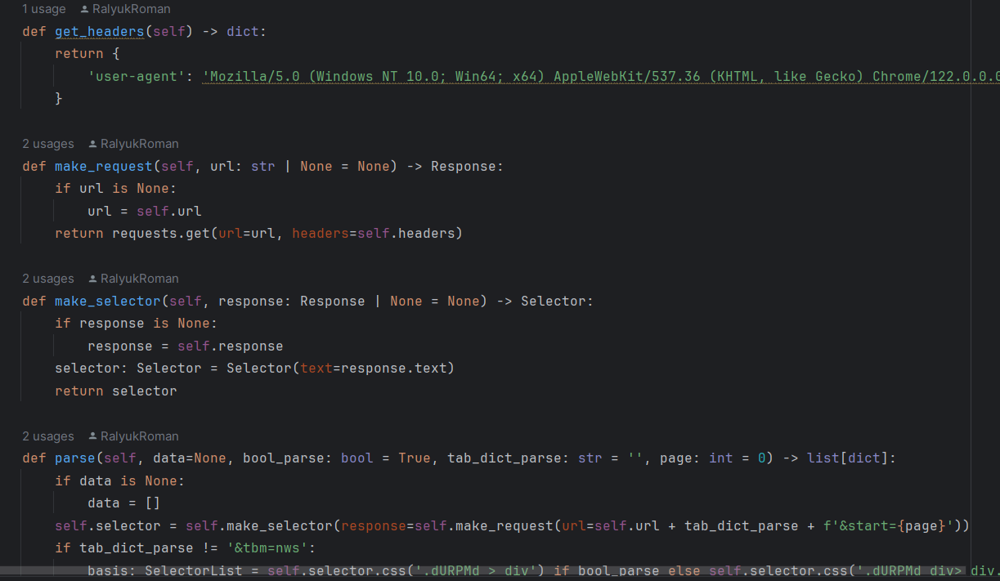 1 usage RalyukRoman
def get_headers(self) -> dict:
    return {
        'user-agent': 'Mozilla/5.0 (Windows NT 10.0; Win64; x64) AppleWebKit/537.36 (KHTML, like Gecko) Chrome/122.0.0.0
    }
2 usages RalyukRoman
def make_request(self, url: str | None = None) -> Response:
    if url is None:
        url = self.url
    return requests.get(url=url, headers=self.headers)
2 usages RalyukRoman
def make_selector(self, response: Response | None = None) -> Selector:
    if response is None:
        response = self.response
    selector: Selector = Selector(text=response.text)
    return selector
2 usages RalyukRoman
def parse(self, data=None, bool_parse: bool = True, tab_dict_parse: str = '', page: int = 0) -> list[dict]:
    if data is None:
        data = []
    self.selector = self.make_selector(response=self.make_request(url=self.url + tab_dict_parse + f'&start={page}'))
    if tab_dict_parse != '&tbm=nws':
        basis: SelectorList = self.selector.css('.dURPMd > div') if bool_parse else self.selector.css('.dURPMd div> div.